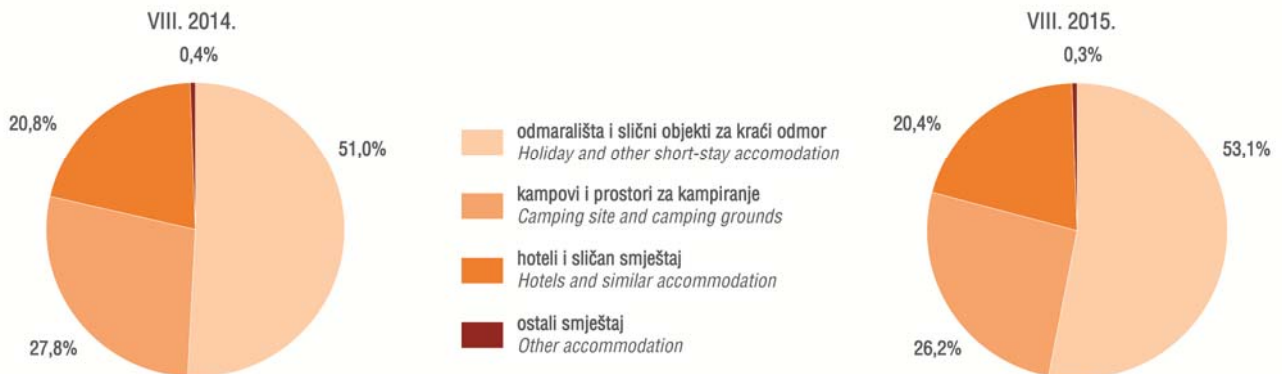 VIII. 2014.
0,4%
20,8%
51,0%
27,8%
odmarališta i slični objekti za kraći odmor
Holiday and other short-stay accomodation
kampovi i prostori za kampiranje
Camping site and camping grounds
hoteli i sličan smještaj
Hotels and similar accommodation
ostali smještaj
Other accommodation
VIII. 2015.
0,3%
20,4%
53,1%
26,2%